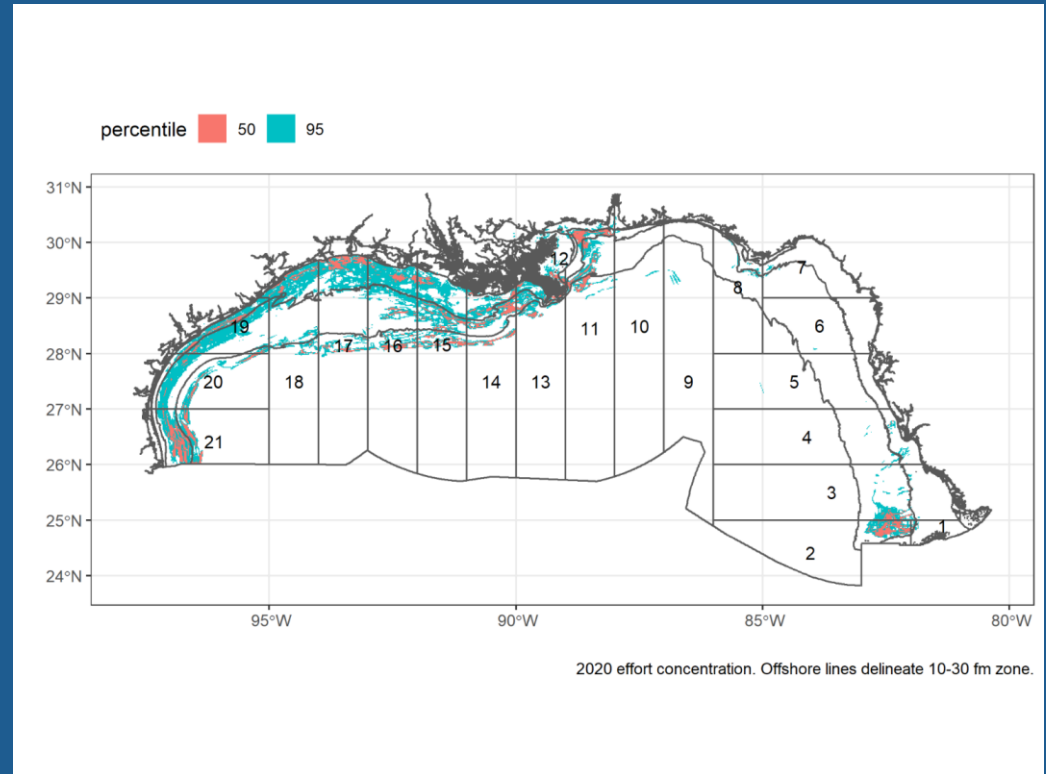 percentile 50 95
31°N
30°N
29°N
28°N
27°N
26°N
25°N
24°N
12
7
8
19
11
10
6
17
16
15
20
18
14
13
9
5
21
4
3
1
2
95°W 90°W 85°W 80°W
2020 effort concentration. Offshore lines delineate 10-30 fm zone.